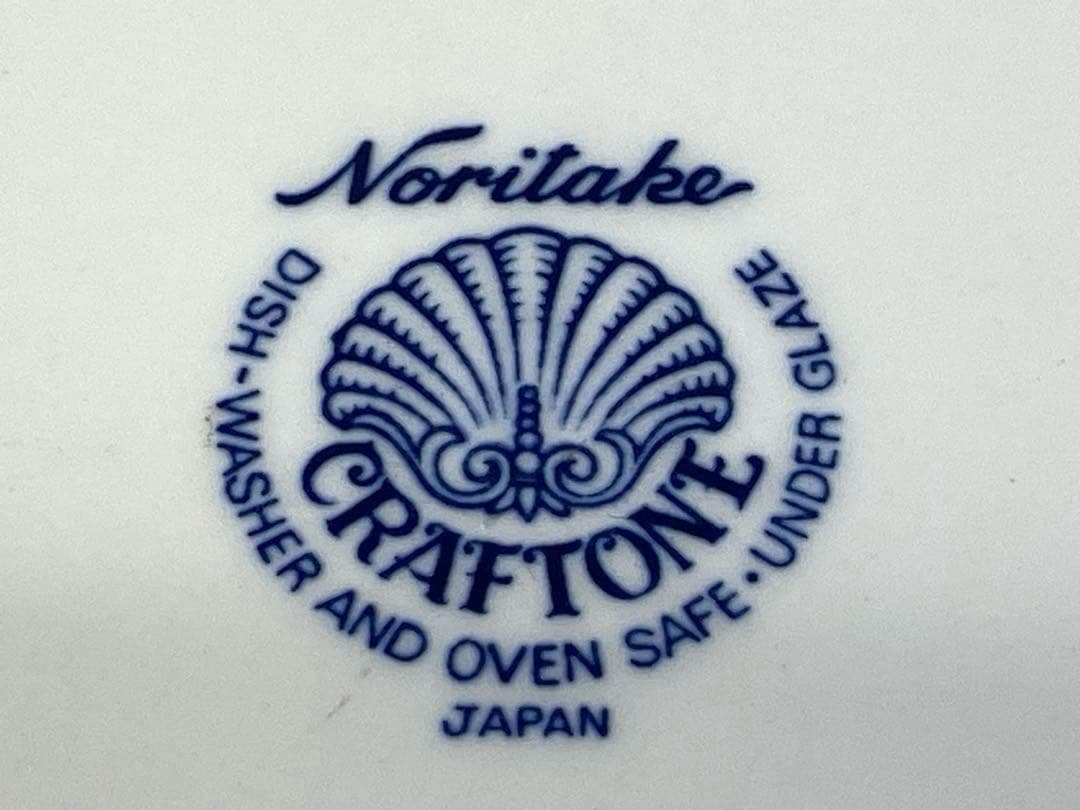 Noritake
CRAFTONE
DISH-WASHER AND OVEN SAFE·UNDER GLAZE
JAPAN